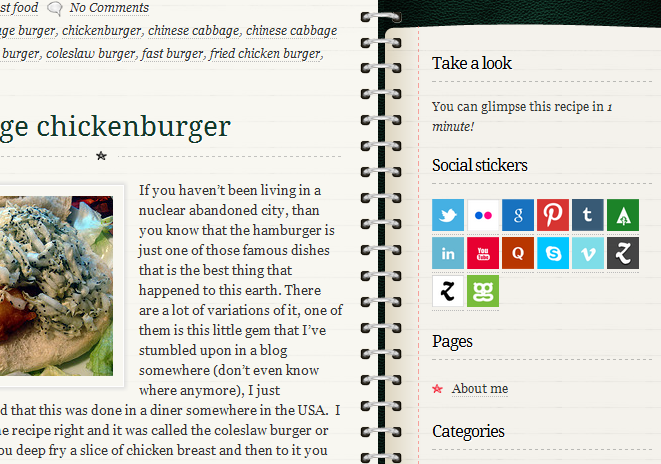 st food No Comments
ge burger, chickenburger, chinese cabbage, chinese cabbage
burger, coleslaw burger, fast burger, fried chicken burger,
ge chickenburger
If you haven't been living in a
nuclear abandoned city, than
you know that the hamburger is
just one of those famous dishes
that is the best thing that
happened to this earth. There
are a lot of variations of it, one of
them is this little gem that I've
stumbled upon in a blog
somewhere (don't even know
where anymore), I just
d that this was done in a diner somewhere in the USA. I
e recipe right and it was called the coleslaw burger or
ou deep fry a slice of chicken breast and then to it you
Take a look
You can glimpse this recipe in 1
minute!
Social stickers
g t
in You Tube Q S v Z
Z
Pages
About me
Categories